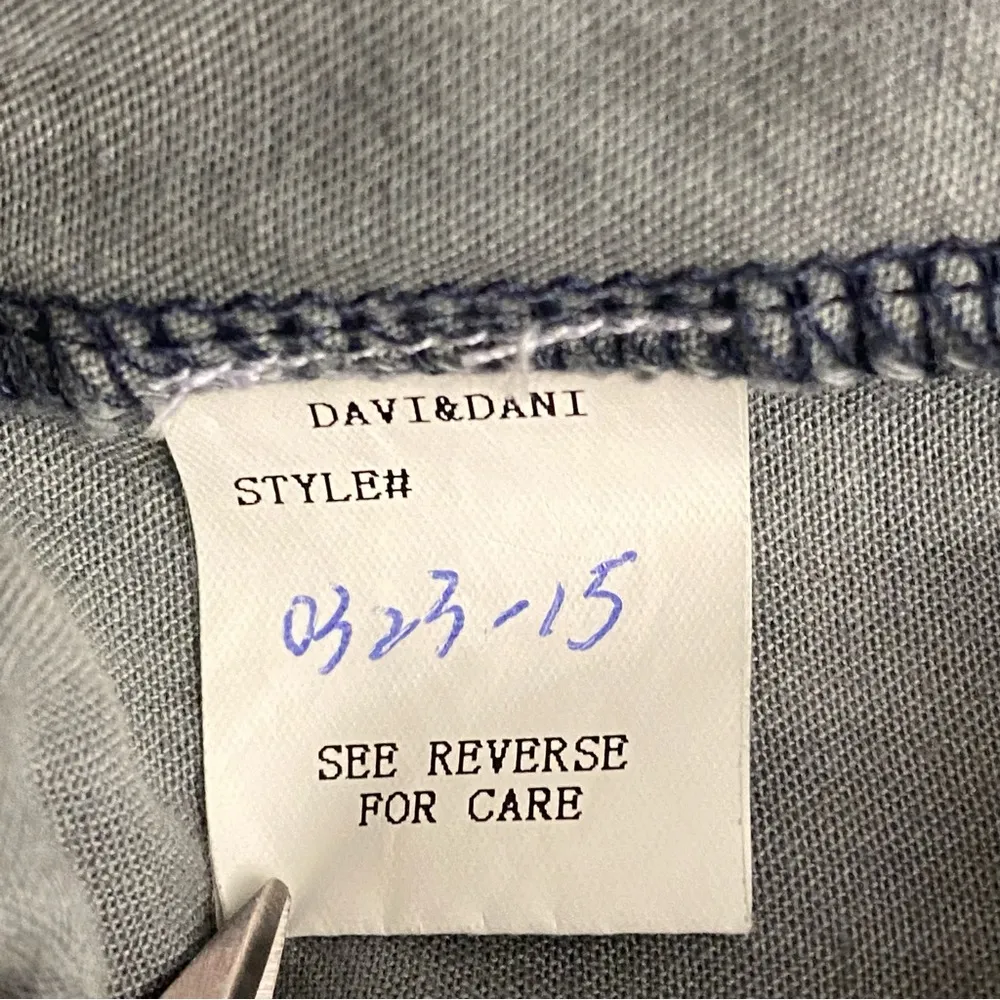 DAVI&DANI
STYLE#
0323-15
SEE REVERSE
FOR CARE